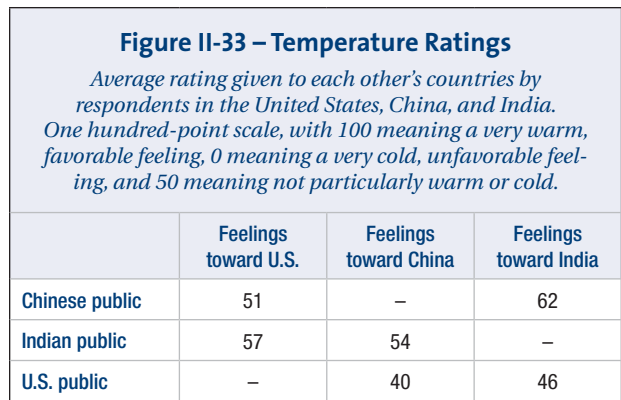 Figure II-33 – Temperature Ratings
Average rating given to each other's countries by
respondents in the United States, China, and India.
One hundred-point scale, with 100 meaning a very warm,
favorable feeling, 0 meaning a very cold, unfavorable feel-
ing, and 50 meaning not particularly warm or cold.
Feelings toward U.S. Feelings toward China Feelings toward India
Chinese public 51 – 62
Indian public 57 54 –
U.S. public – 40 46